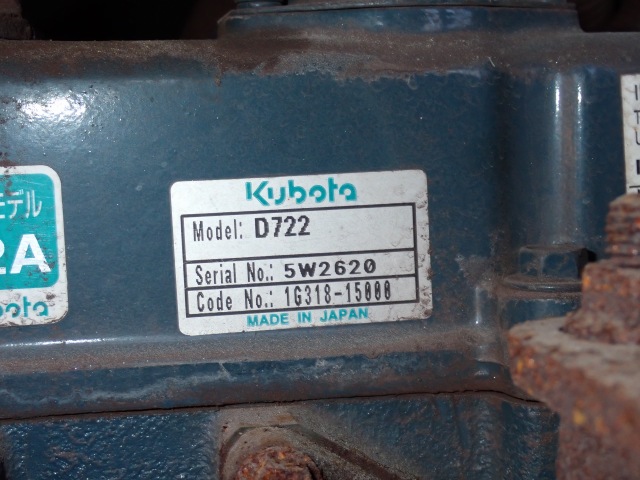 Kubota
Model: D722
Serial No.: 5W2620
Code No.: 1G318-15000
MADE IN JAPAN
モデル
2A
bota